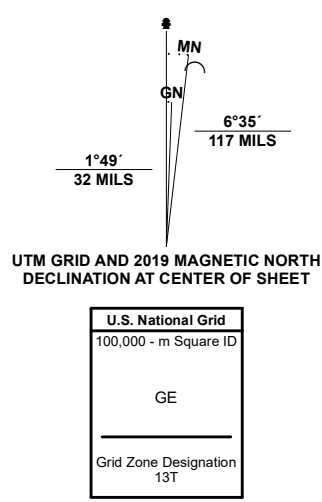 MN
GN
6°35´
117 MILS
1°49´
32 MILS
UTM GRID AND 2019 MAGNETIC NORTH
DECLINATION AT CENTER OF SHEET
U.S. National Grid
100,000 - m Square ID
GE
Grid Zone Designation
13T